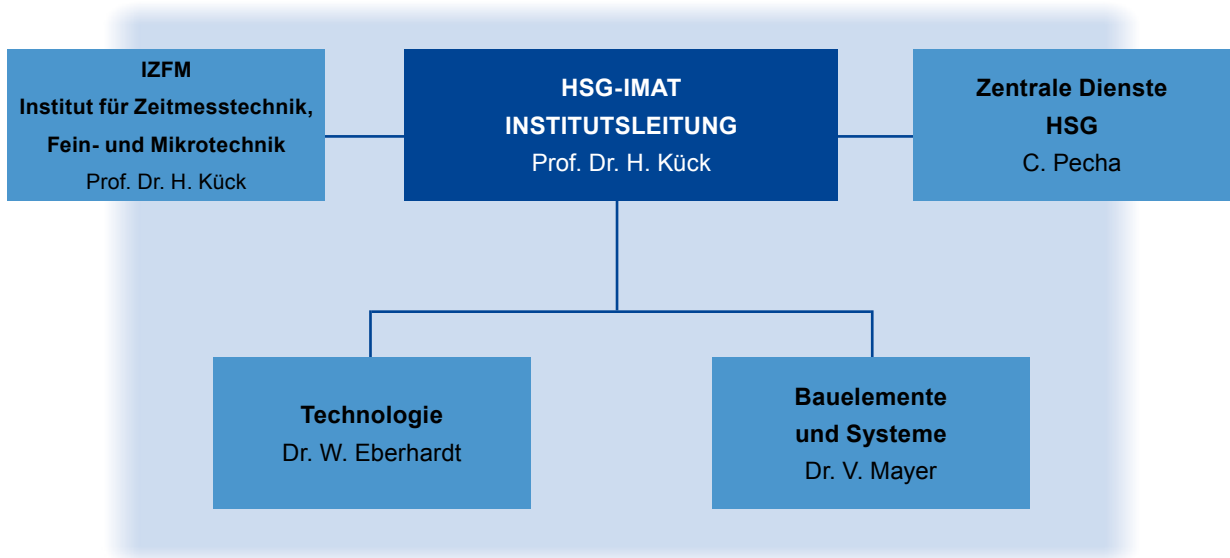 IZFM
Institut für Zeitmesstechnik,
Fein- und Mikrotechnik
Prof. Dr. H. Kück
HSG-IMAT
INSTITUTSLEITUNG
Prof. Dr. H. Kück
Zentrale Dienste
HSG
C. Pecha
Technologie
Dr. W. Eberhardt
Bauelemente
und Systeme
Dr. V. Mayer